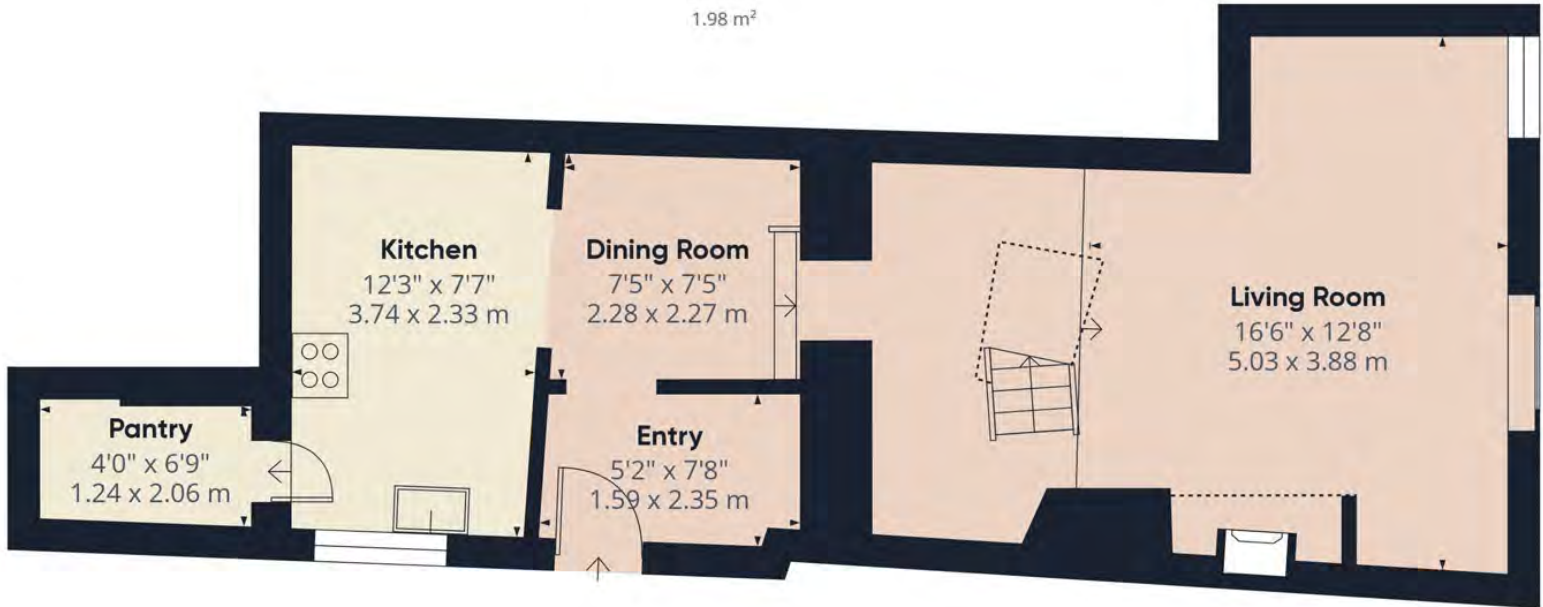 1.98 m²
Kitchen
12'3" x 7'7"
3.74 x 2.33 m
Dining Room
7'5" x 7'5"
2.28 x 2.27 m
Living Room
16'6" x 12'8"
5.03 x 3.88 m
Pantry
4'0" x 6'9"
1.24 x 2.06 m
Entry
5'2" x 7'8"
1.59 x 2.35 m